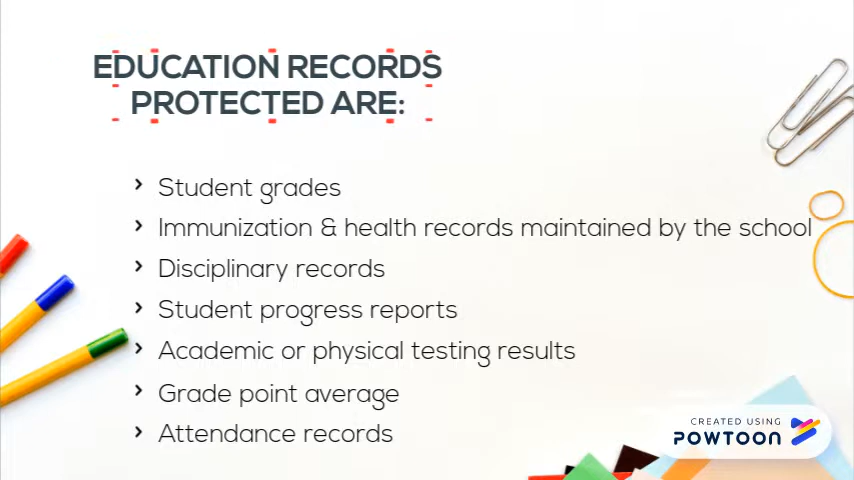 EDUCATION RECORDS
PROTECTED ARE:
Student grades
Immunization & health records maintained by the school
Disciplinary records
Student progress reports
Academic or physical testing results
Grade point average
Attendance records
CREATED USING
POWTOON